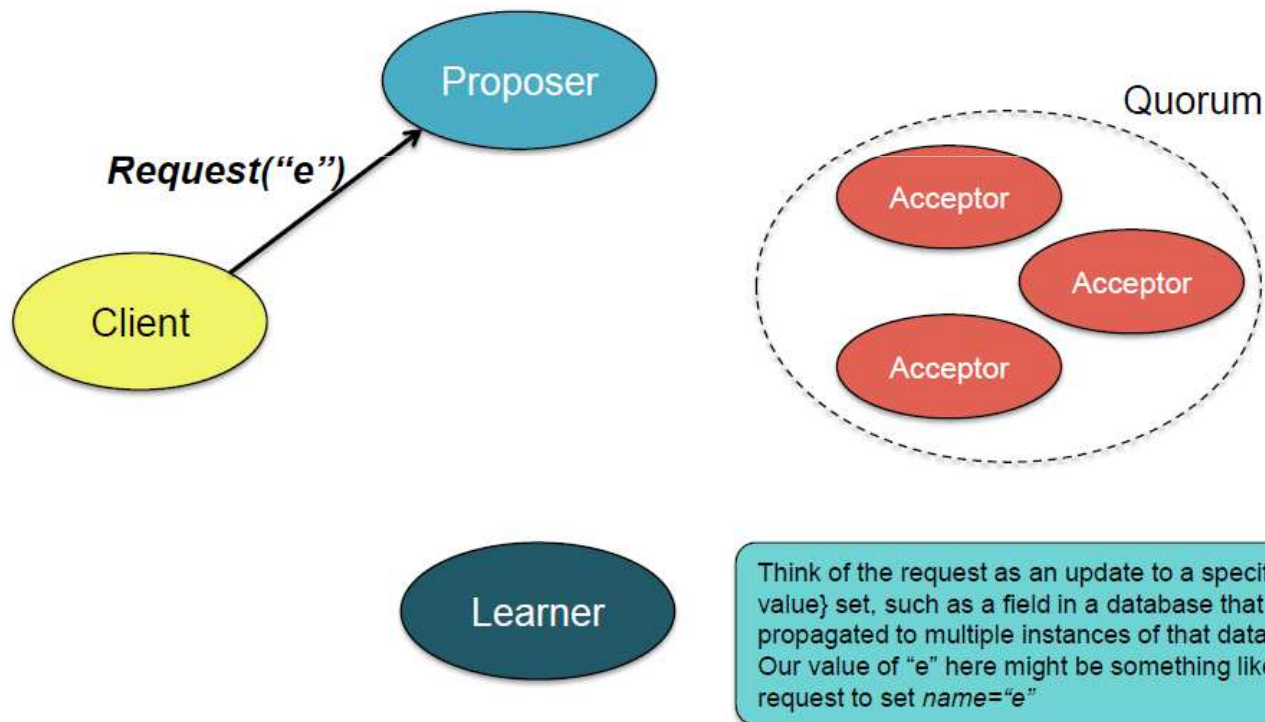 Proposer
Quorum
Request(“e”)
Acceptor
Acceptor
Client
Acceptor
Learner
Think of the request as an update to a
value} set, such as a field in a database that
propagated to multiple instances of that
Our value of “e” here might be something like
request to set name=“e”